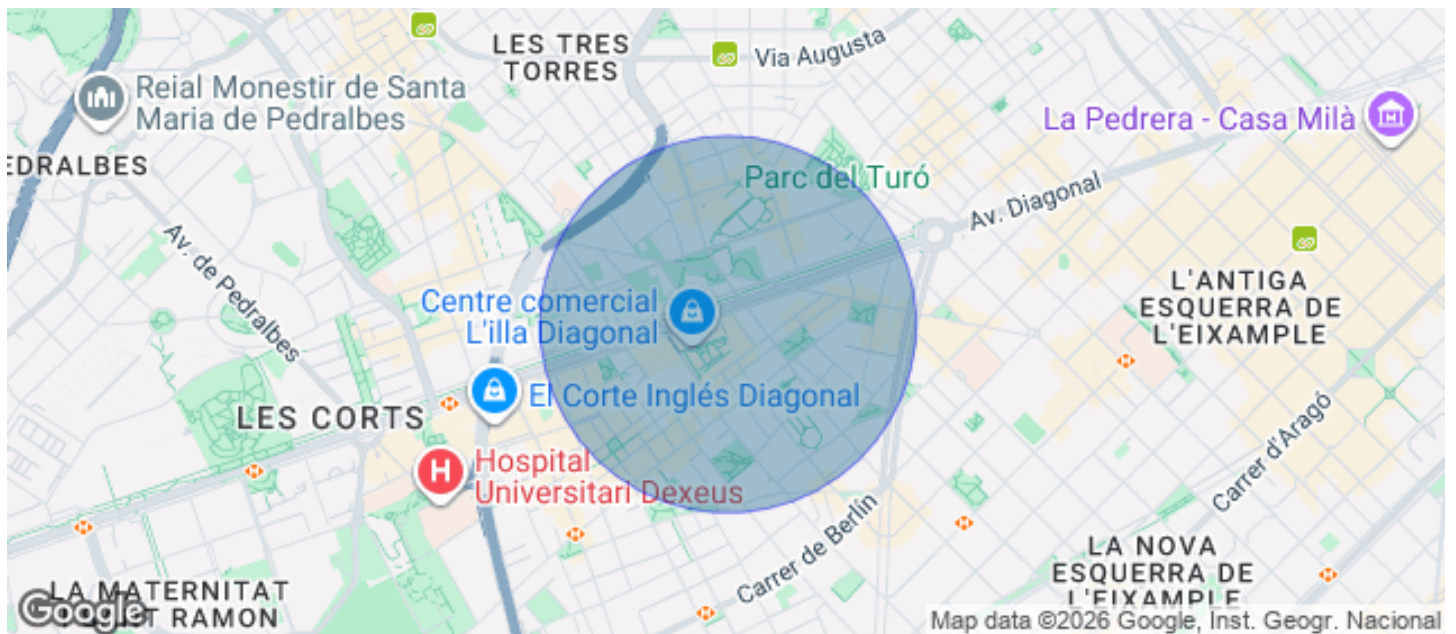 LES TRES
TORRES
Via Augusta
Reial Monestir de Santa
Maria de Pedralbes
La Pedrera - Casa Milà
EDRALBES
Parc del Turó
Av. Diagonal
Av. de Pedralbes
L'ANTIGA
ESQUERRA DE
L'EIXAMPLE
Centre comercial
L'illa Diagonal
El Corte Inglés Diagonal
LES CORTS
H
Hospital
Universitari Dexeus
Carrer d'Aragó
Carrer de Berlín
LA NOVA
ESQUERRA DE
L'EIXAMPLE
LA MATERNITAT
RAMON
Google
Map data ©2026 Google, Inst. Geogr. Nacional